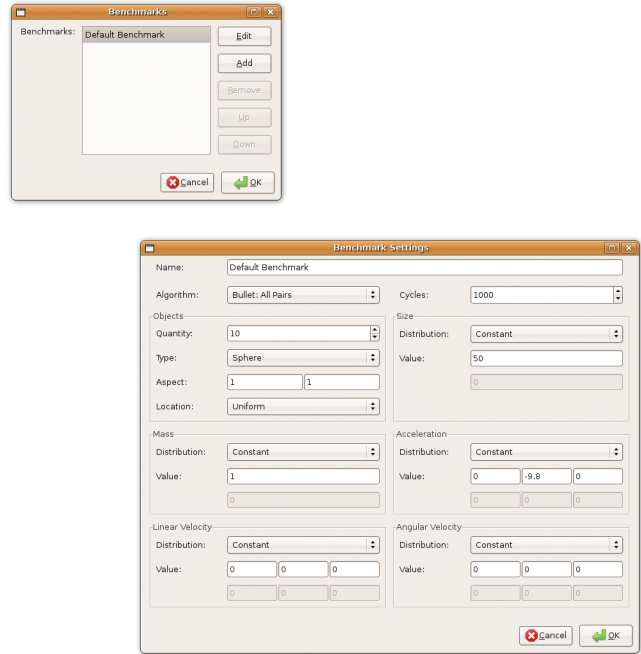 Benchmarks
Benchmarks: Default Benchmark Edit
Add
Remove
Up
Down
Cancel OK
Benchmark Settings
Name: Default Benchmark
Algorithm: Bullet: All Pairs Cycles: 1000
Objects Size
Quantity: 10 Distribution: Constant
Type: Sphere Value: 50
Aspect: 1 1 0
Location: Uniform
Mass Acceleration
Distribution: Constant Distribution: Constant
Value: 1 Value: 0 -9.8 0
0 0 0 0
Linear Velocity Angular Velocity
Distribution: Constant Distribution: Constant
Value: 0 0 0 Value: 0 0 0
0 0 0 0 0 0
Cancel OK